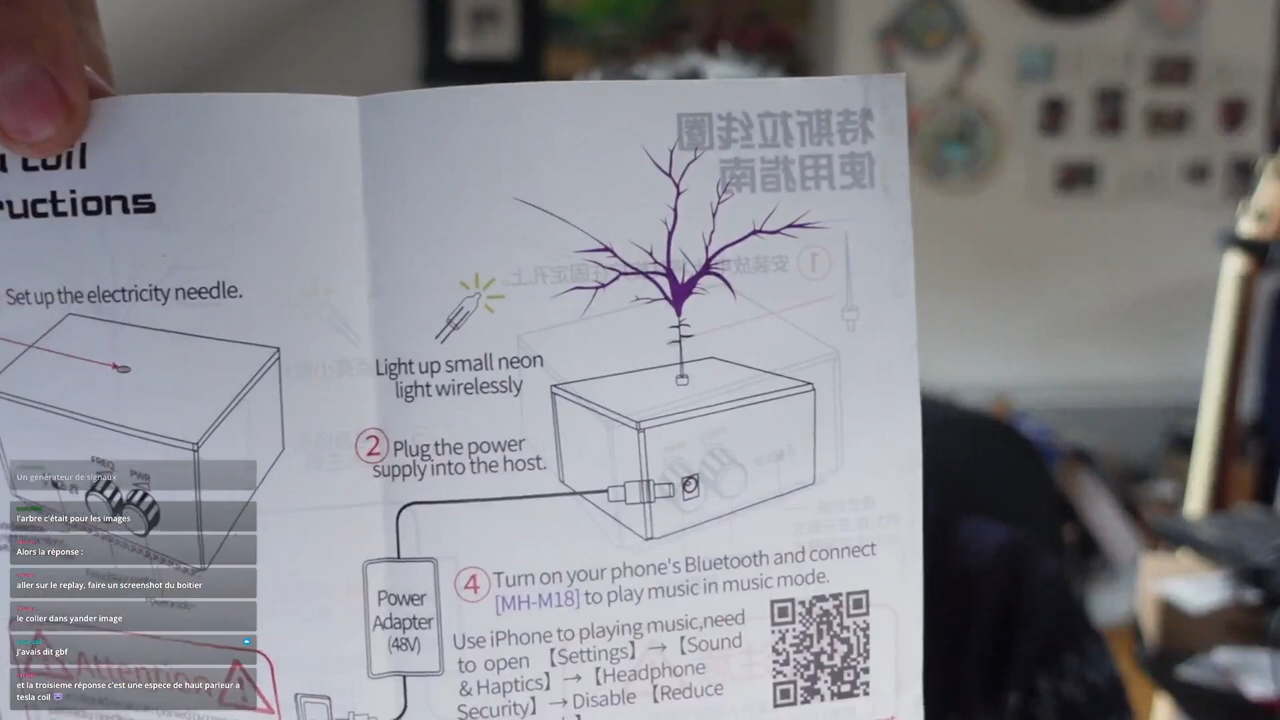 coil
ructions
特斯拉线圈
使用指南
Set up the electricity needle.
1
Light up small neon
light wirelessly
2 Plug the power
supply into the host.
FREQ
PWR
Power
Adapter
(48V)
4 Turn on your phone's Bluetooth and connect
[MH-M18] to play music in music mode.
Use iPhone to playing music,need
to open 【Settings】 → 【Sound
& Haptics】 → 【Headphone
Security】 → Disable 【Reduce
Attention
Un générateur de signaux
l'arbre c'était pour les images
Alors la réponse :
aller sur le replay, faire un screenshot du boitier
le coller dans yander image
J'avais dit gbf
et la troisieme réponse c'est une espece de haut parleur a
tesla coil